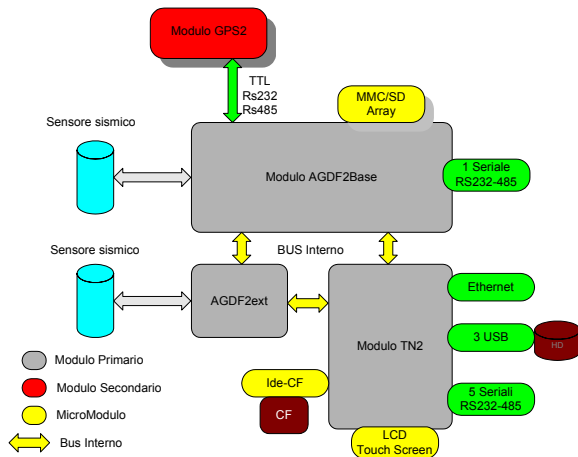 Modulo GPS2
TTL
Rs232
Rs485
MMC/SD
Array
Sensore sismico
Modulo AGDF2Base
1 Seriale
RS232-485
Sensore sismico
BUS Interno
AGDF2ext
Modulo TN2
Ethernet
3 USB
HD
5 Seriali
RS232-485
Ide-CF
CF
LCD
Touch Screen
Modulo Primario
Modulo Secondario
MicroModulo
Bus Interno